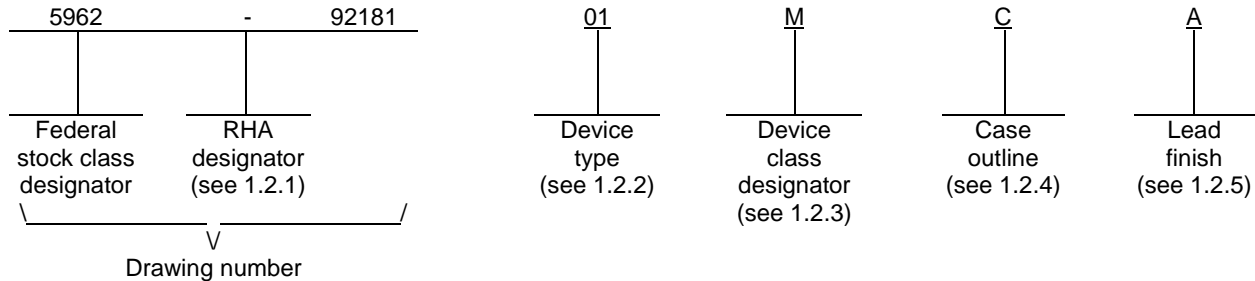 5962 - 92181 01 M C A
Federal stock class designator
RHA designator (see 1.2.1)
Device type (see 1.2.2)
Device class designator (see 1.2.3)
Case outline (see 1.2.4)
Lead finish (see 1.2.5)
Drawing number